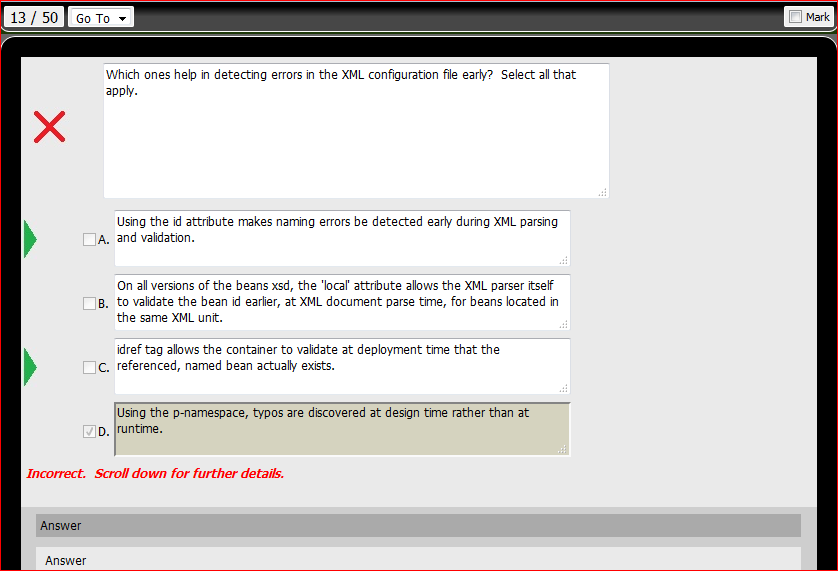 13 / 50 Go To Mark
Which ones help in detecting errors in the XML configuration file early? Select all that
apply.
A. Using the id attribute makes naming errors be detected early during XML parsing
and validation.
B. On all versions of the beans xsd, the 'local' attribute allows the XML parser itself
to validate the bean id earlier, at XML document parse time, for beans located in
the same XML unit.
C. idref tag allows the container to validate at deployment time that the
referenced, named bean actually exists.
D. Using the p-namespace, typos are discovered at design time rather than at
runtime.
Incorrect. Scroll down for further details.
Answer
Answer